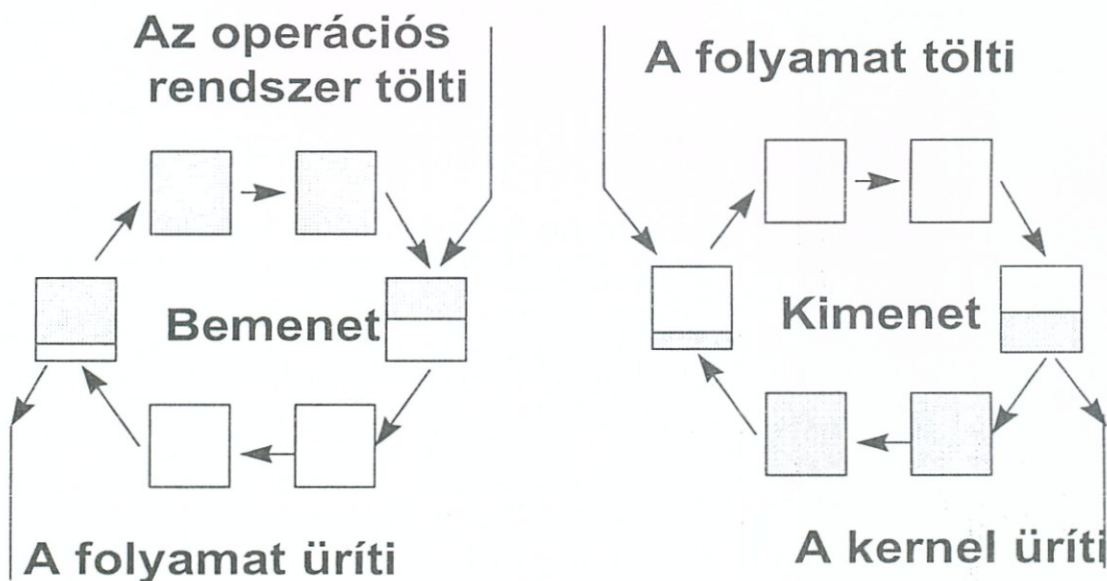 Az operációs
rendszer tölti
A folyamat tölti
Bemenet
Kimenet
A folyamat üríti
A kernel üríti